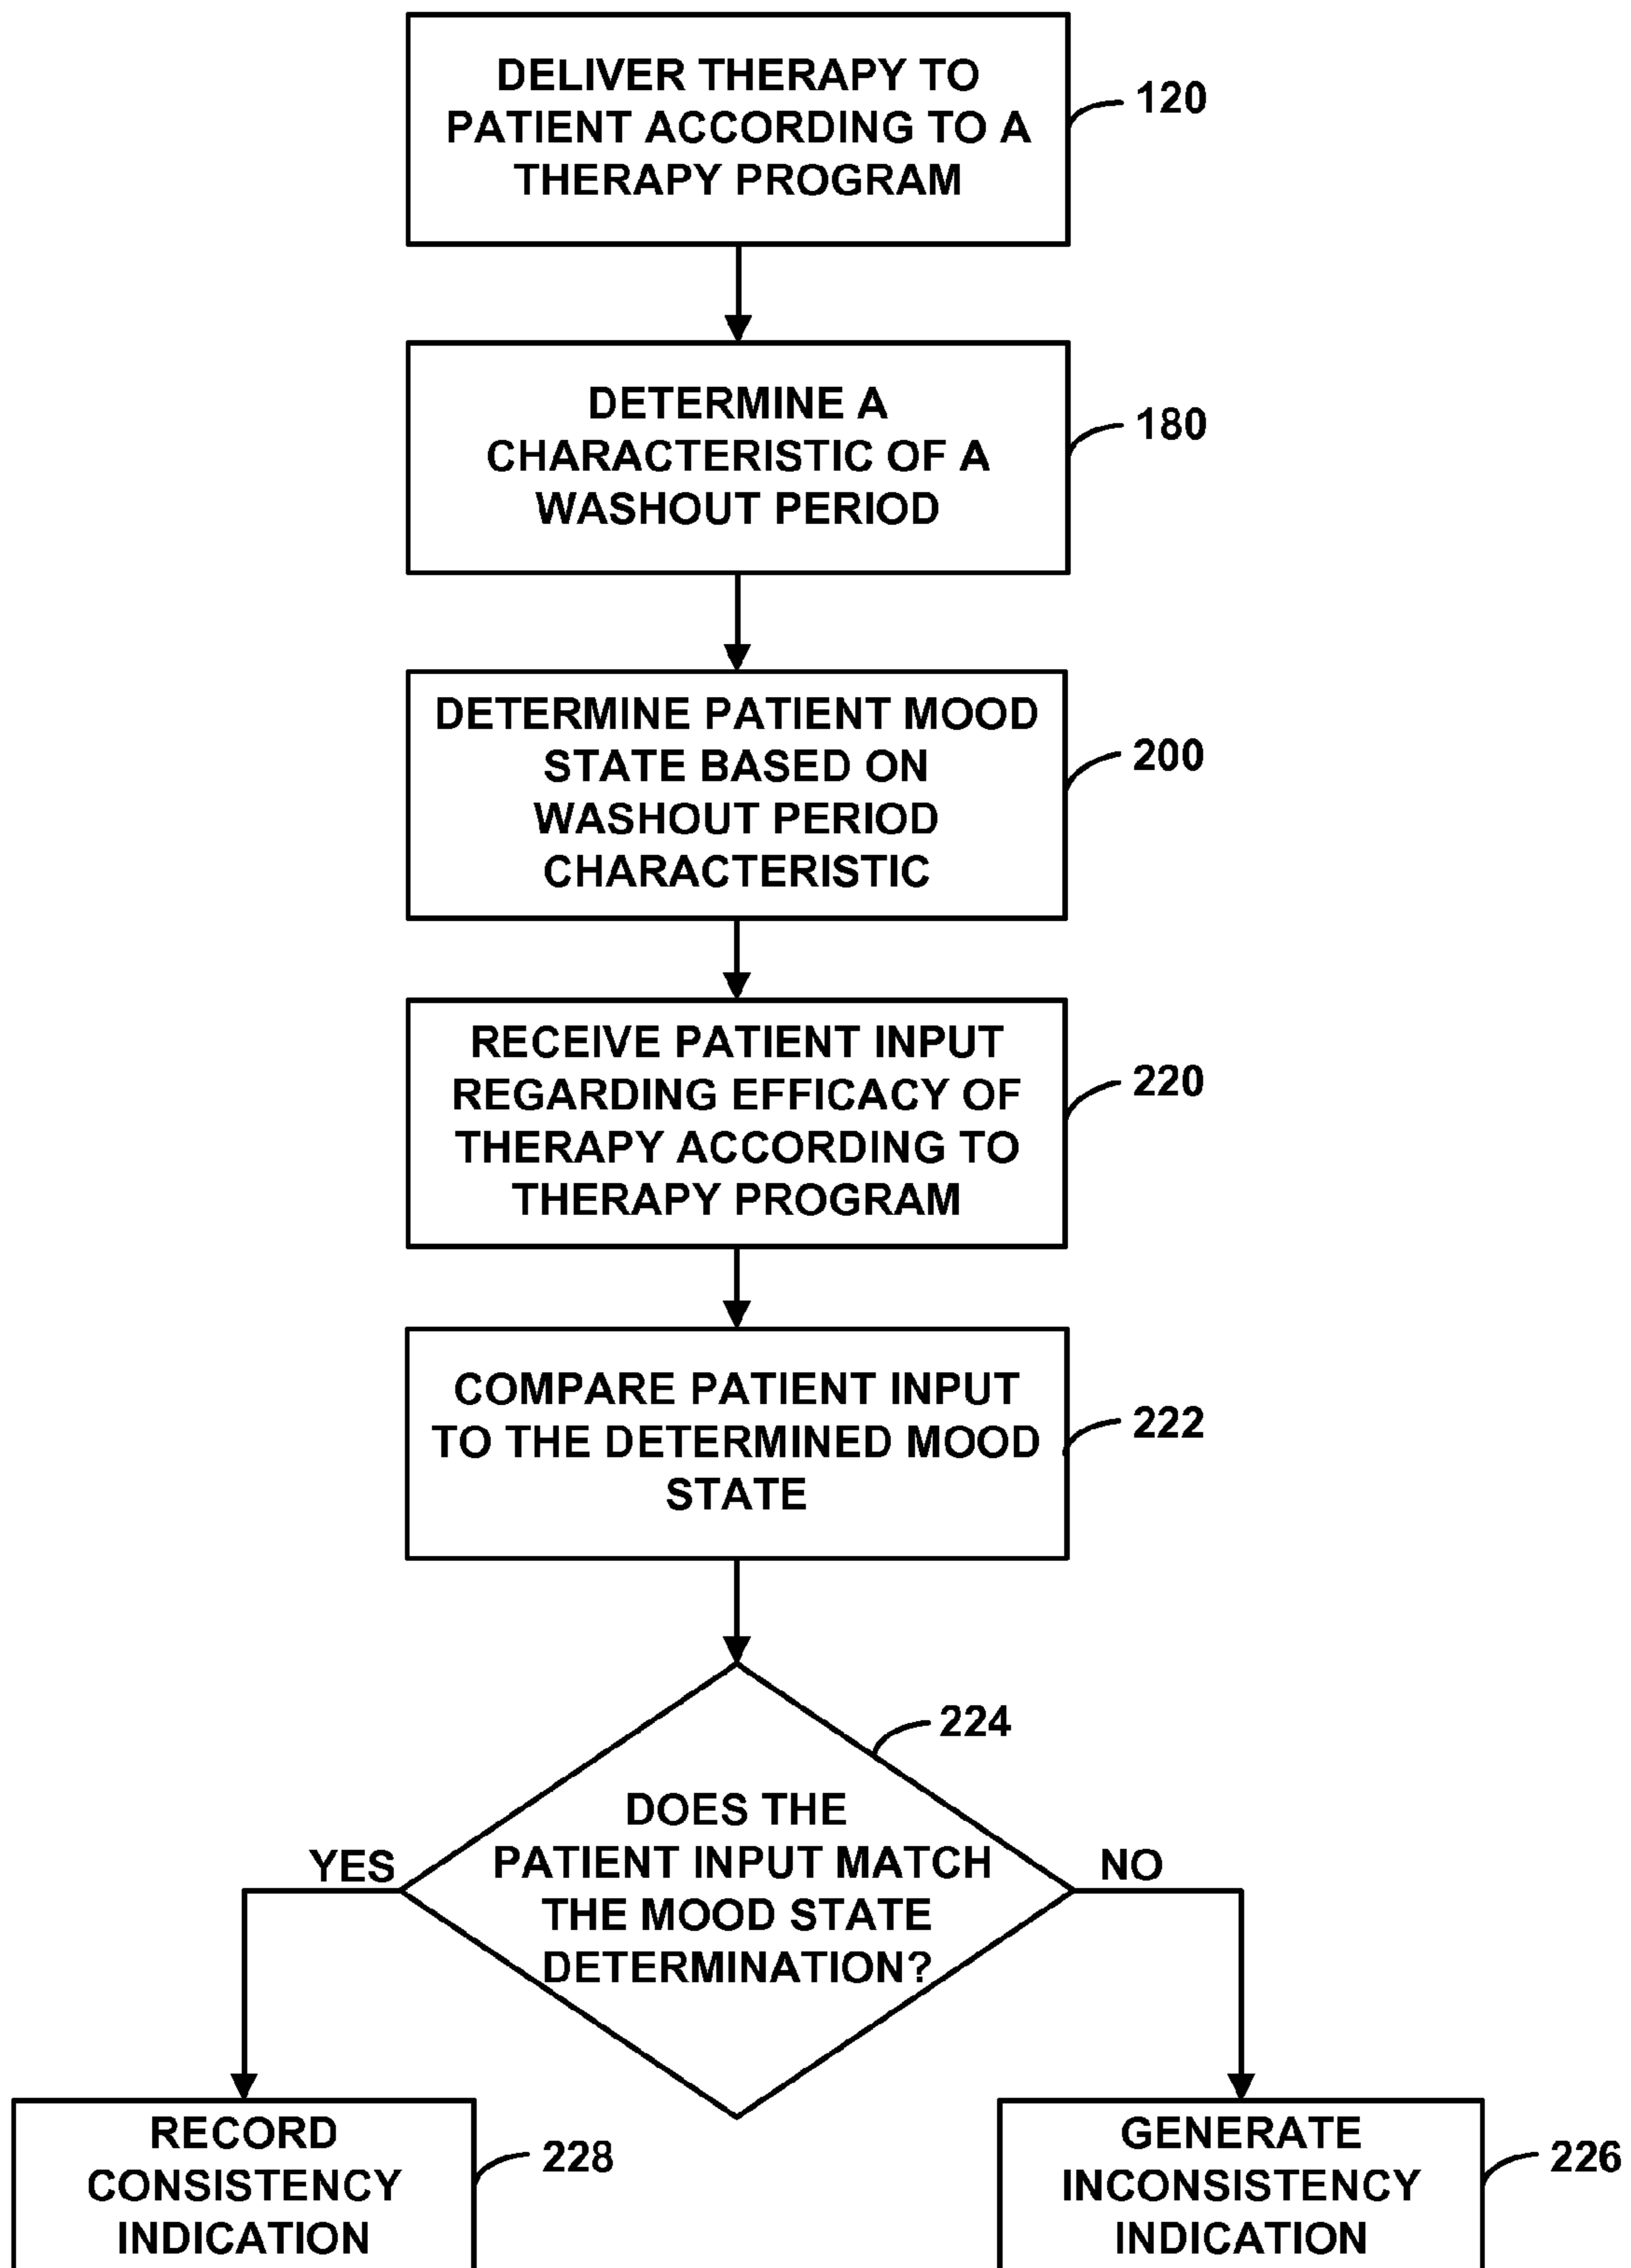 DELIVER THERAPY TO
PATIENT ACCORDING TO A
THERAPY PROGRAM
120
DETERMINE A
CHARACTERISTIC OF A
WASHOUT PERIOD
180
DETERMINE PATIENT MOOD
STATE BASED ON
WASHOUT PERIOD
CHARACTERISTIC
200
RECEIVE PATIENT INPUT
REGARDING EFFICACY OF
THERAPY ACCORDING TO
THERAPY PROGRAM
220
COMPARE PATIENT INPUT
TO THE DETERMINED MOOD
STATE
222
224
DOES THE
PATIENT INPUT MATCH
THE MOOD STATE
DETERMINATION?
YES
NO
RECORD
CONSISTENCY
INDICATION
228
GENERATE
INCONSISTENCY
INDICATION
226